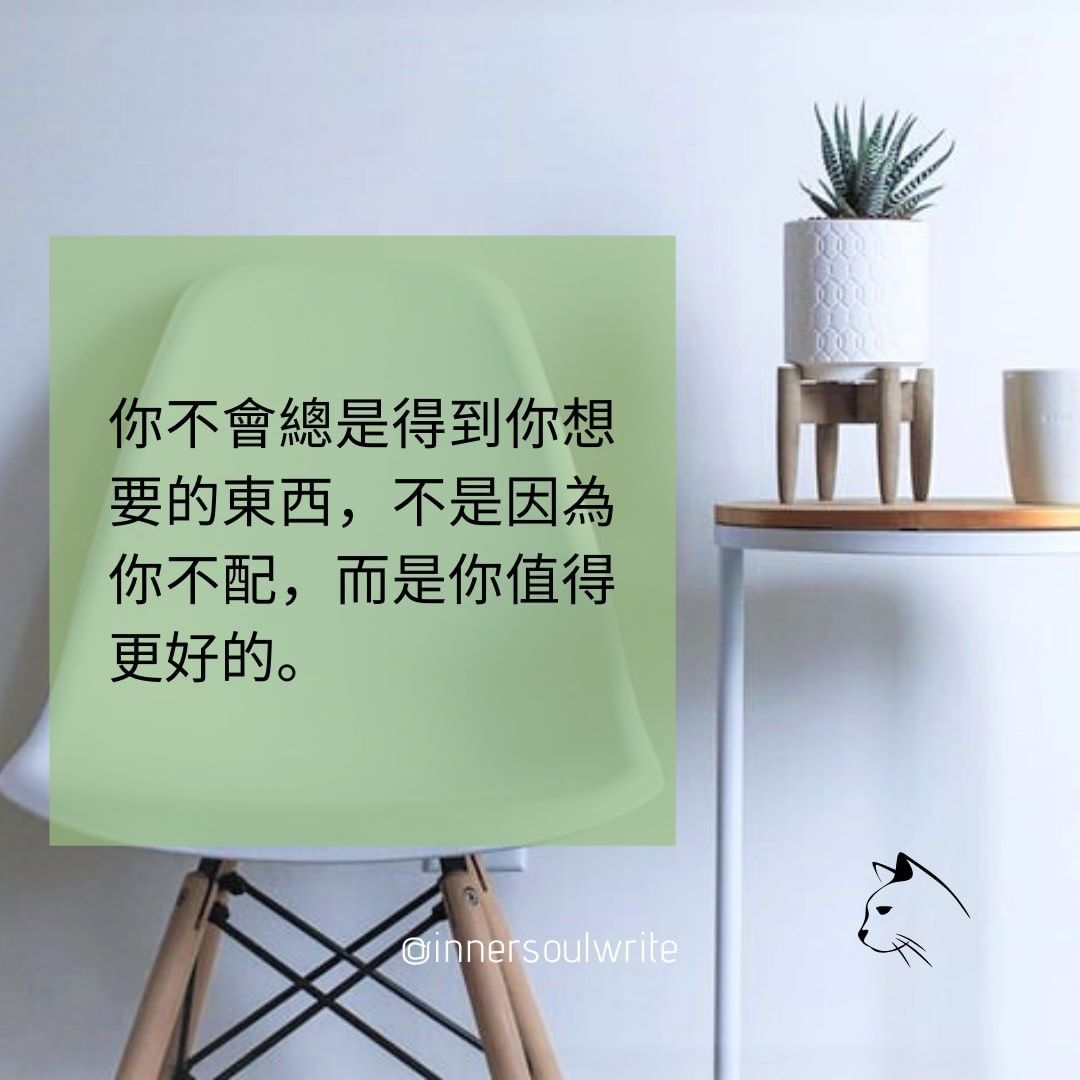 你不會總是得到你想
要的東西，不是因為
你不配，而是你值得
更好的。
@innersoulwrite